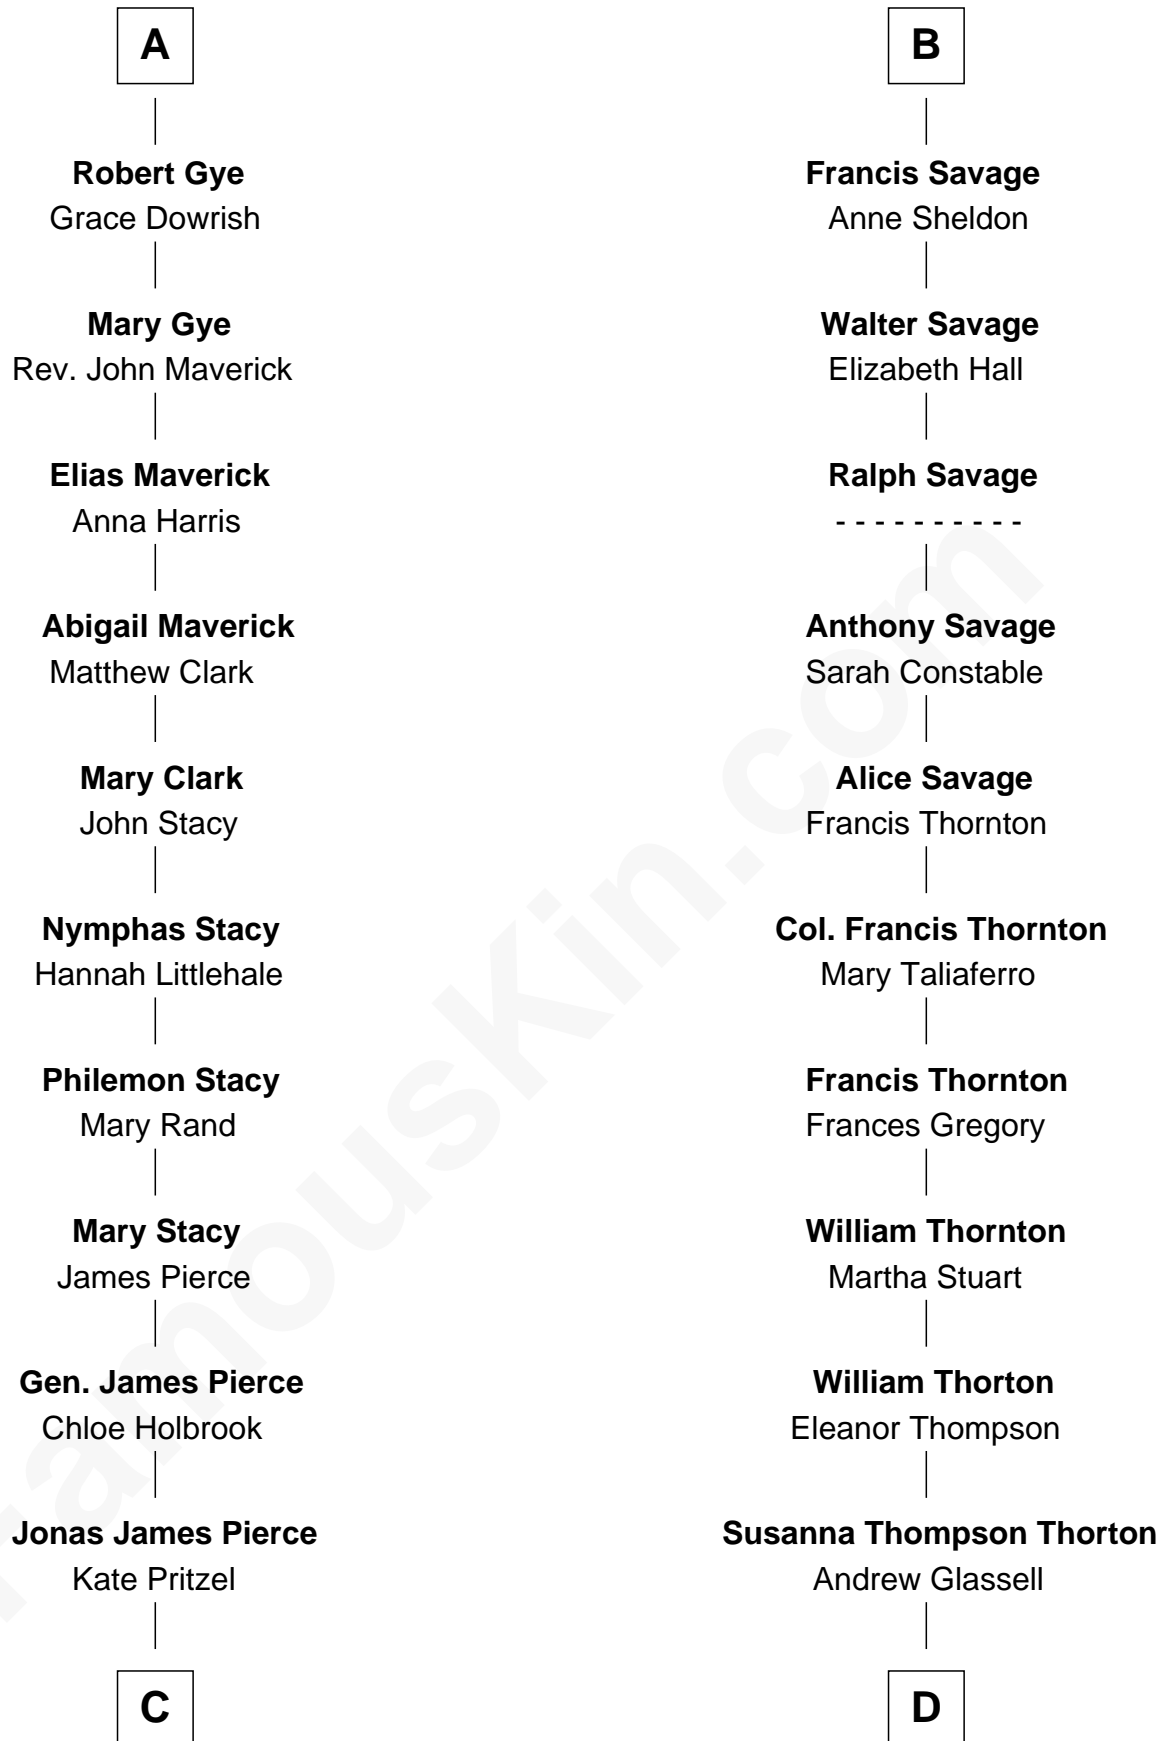 A
Robert Gye
Grace Dowrish
Mary Gye
Rev. John Maverick
Elias Maverick
Anna Harris
Abigail Maverick
Matthew Clark
Mary Clark
John Stacy
Nymphas Stacy
Hannah Littlehale
Philemon Stacy
Mary Rand
Mary Stacy
James Pierce
Gen. James Pierce
Chloe Holbrook
Jonas James Pierce
Kate Pritzel
C
B
Francis Savage
Anne Sheldon
Walter Savage
Elizabeth Hall
Ralph Savage
- - - - - - - - - -
Anthony Savage
Sarah Constable
Alice Savage
Francis Thornton
Col. Francis Thornton
Mary Taliaferro
Francis Thornton
Frances Gregory
William Thornton
Martha Stuart
William Thorton
Eleanor Thompson
Susanna Thompson Thorton
Andrew Glassell
D
FamousKin.com